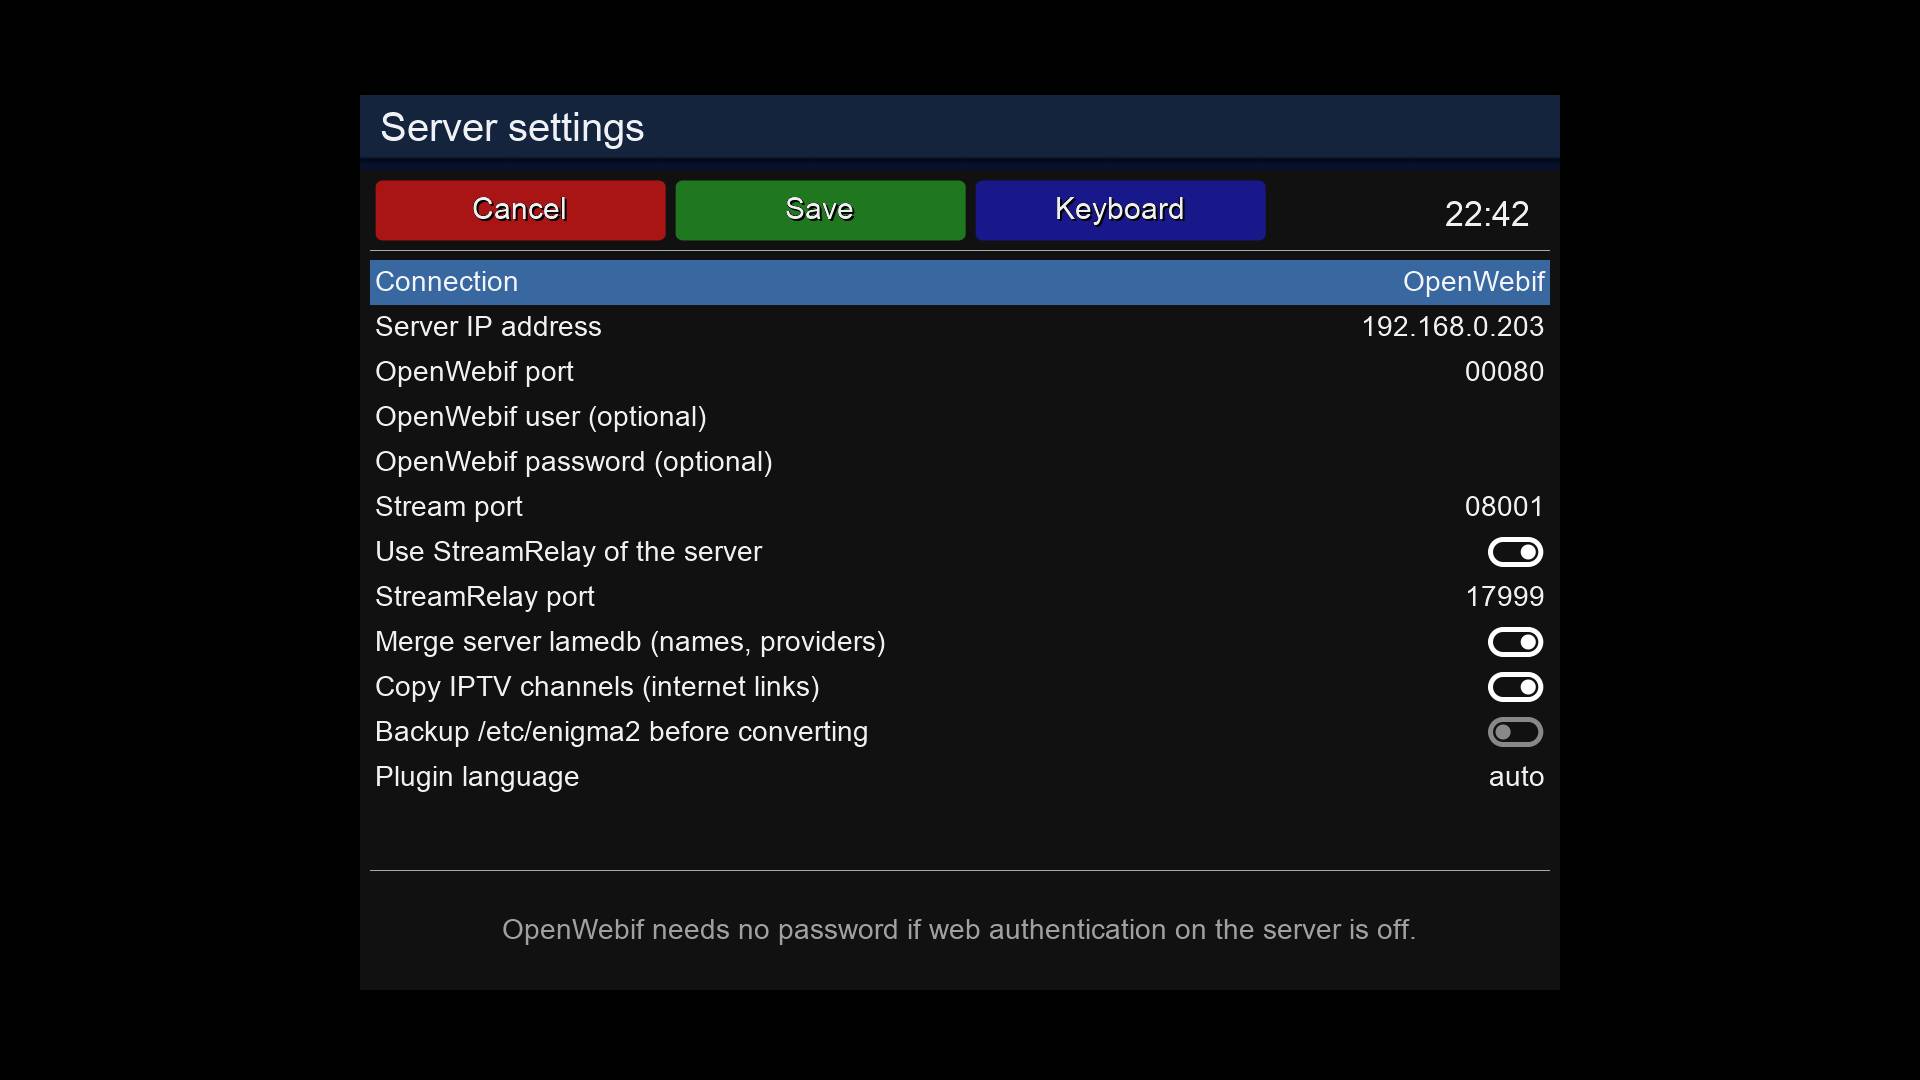 Server settings
Cancel Save Keyboard 22:42
Connection OpenWebif
Server IP address 192.168.0.203
OpenWebif port 00080
OpenWebif user (optional)
OpenWebif password (optional)
Stream port 08001
Use StreamRelay of the server
StreamRelay port 17999
Merge server lamedb (names, providers)
Copy IPTV channels (internet links)
Backup /etc/enigma2 before converting
Plugin language auto
OpenWebif needs no password if web authentication on the server is off.